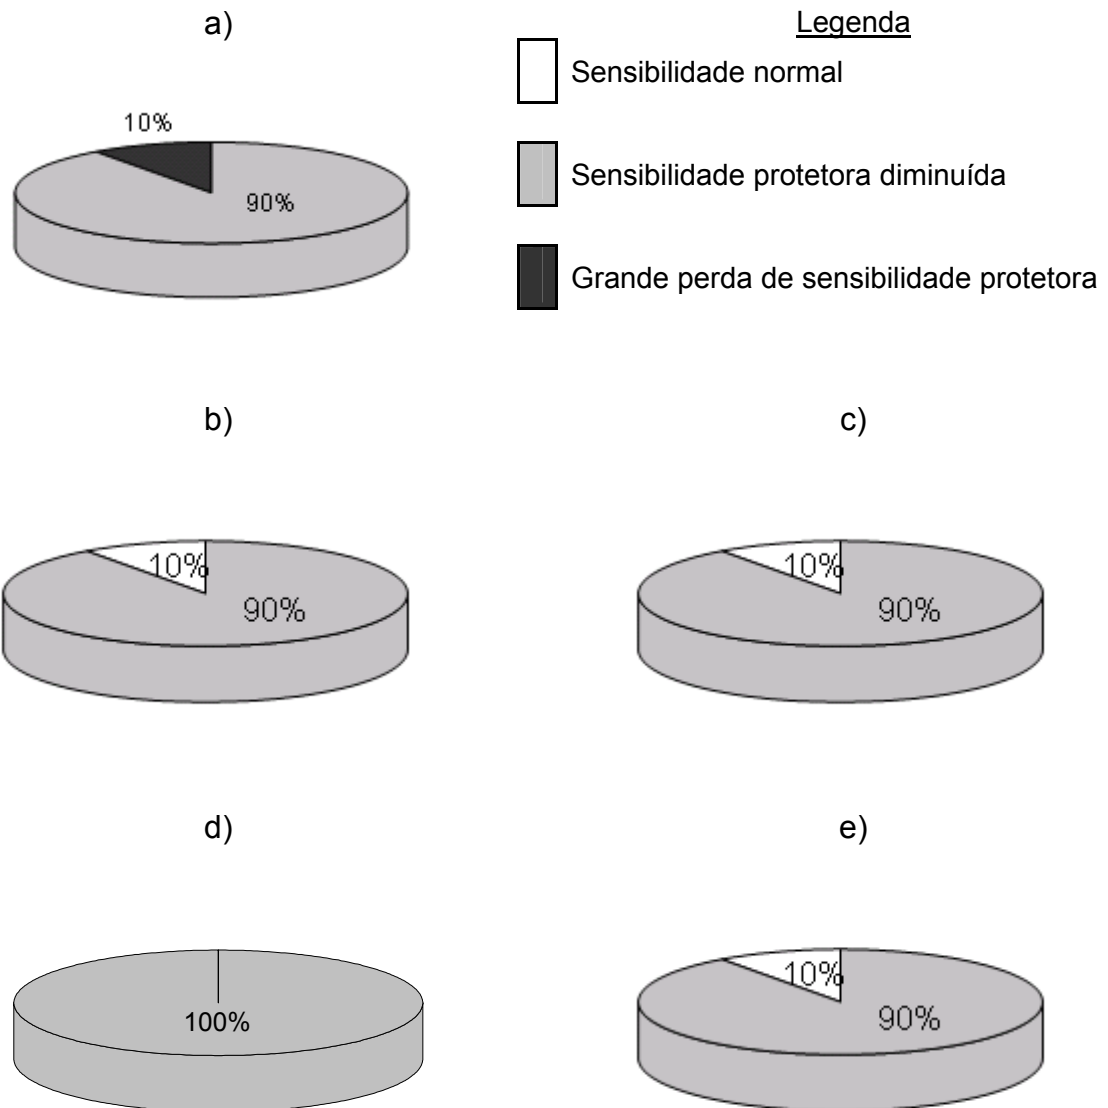 a)
Legenda
Sensibilidade normal
Sensibilidade protetora diminuída
Grande perda de sensibilidade protetora
10%
90%
b)
c)
10%
90%
10%
90%
d)
e)
100%
10%
90%